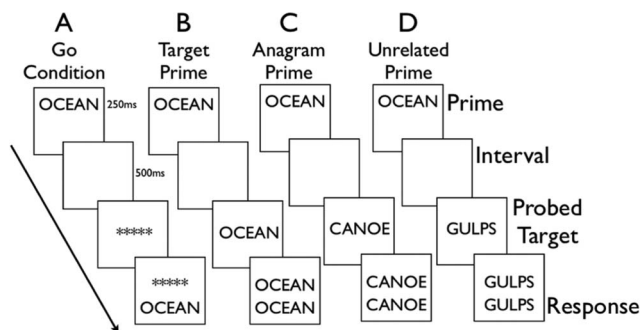 A
Go
Condition
B
Target
Prime
C
Anagram
Prime
D
Unrelated
Prime
OCEAN
250ms
OCEAN
OCEAN
OCEAN
Prime
500ms
Interval
*****
OCEAN
CANOE
GULPS
Probed
Target
*****
OCEAN
OCEAN
OCEAN
CANOE
CANOE
GULPS
GULPS
Response